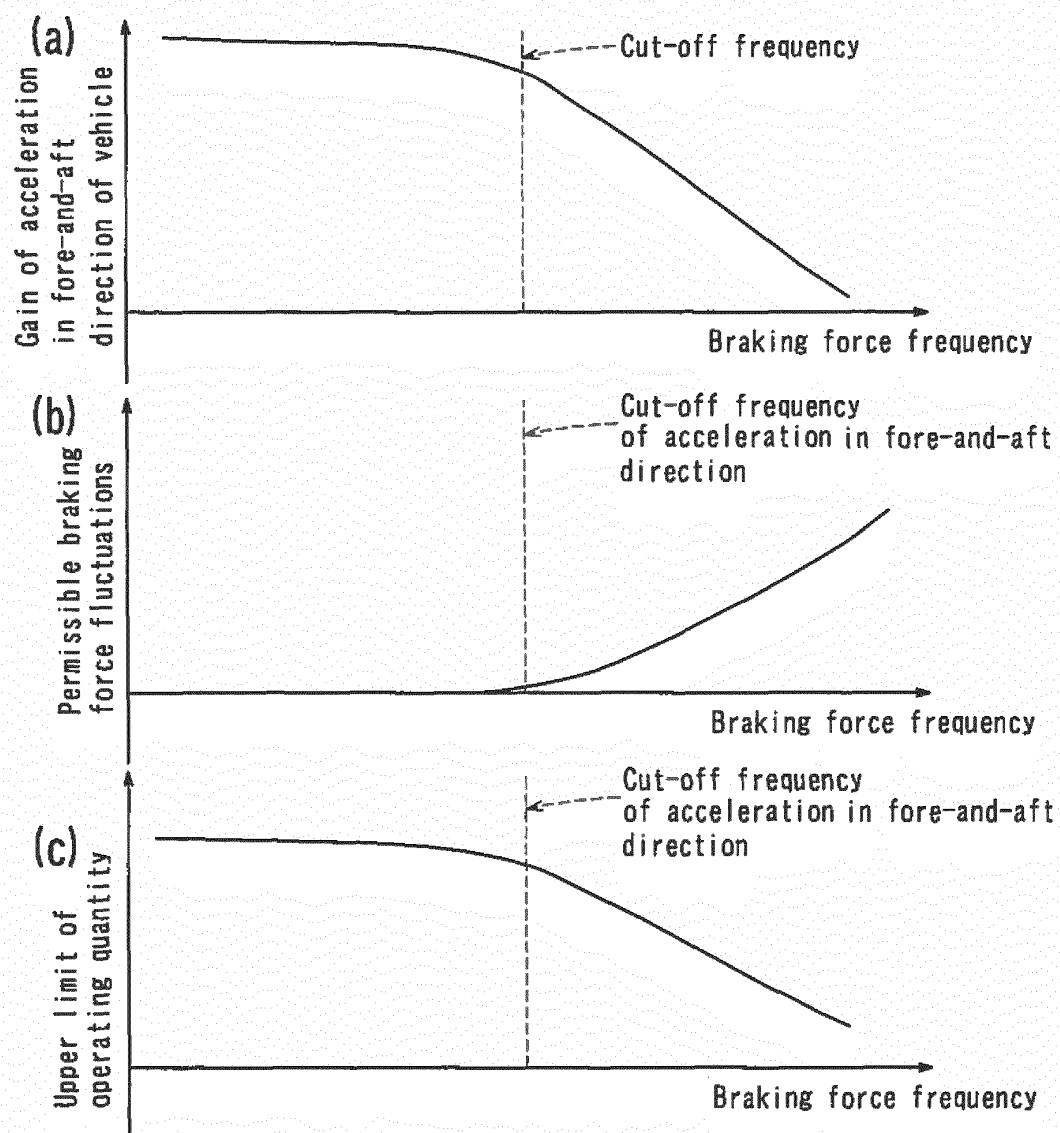 (a)
Gain of acceleration
in fore-and-aft
direction of vehicle
Cut-off frequency
Braking force frequency
(b)
Permissible braking
force fluctuations
Cut-off frequency
of acceleration in fore-and-aft
direction
Braking force frequency
(c)
Upper limit of
operating quantity
Cut-off frequency
of acceleration in fore-and-aft
direction
Braking force frequency